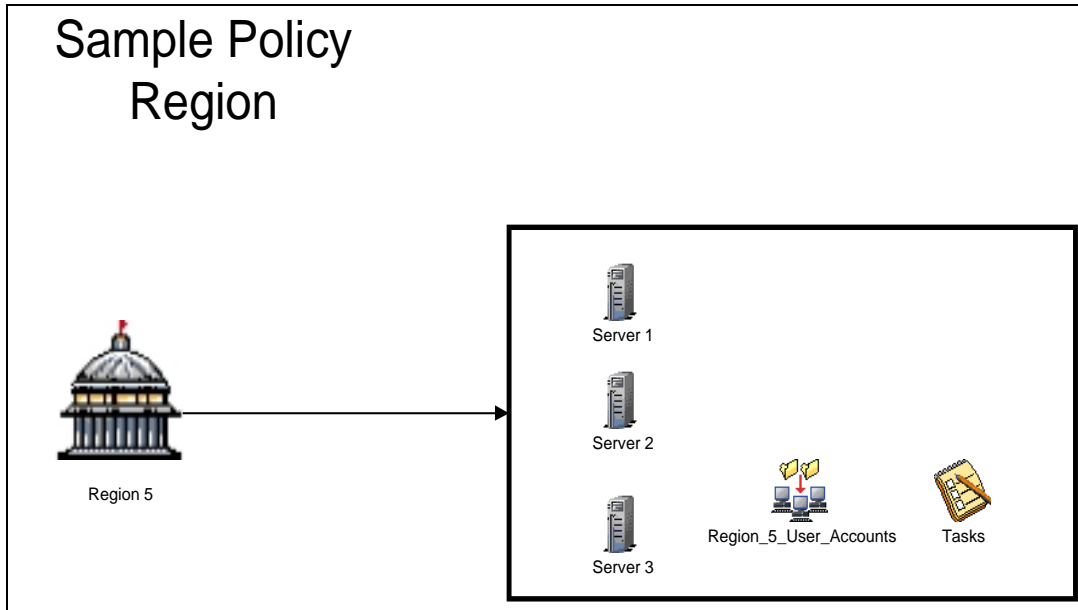 Sample Policy
Region
Server 1
Server 2
Region 5
Region_5_User_Accounts
Tasks
Server 3